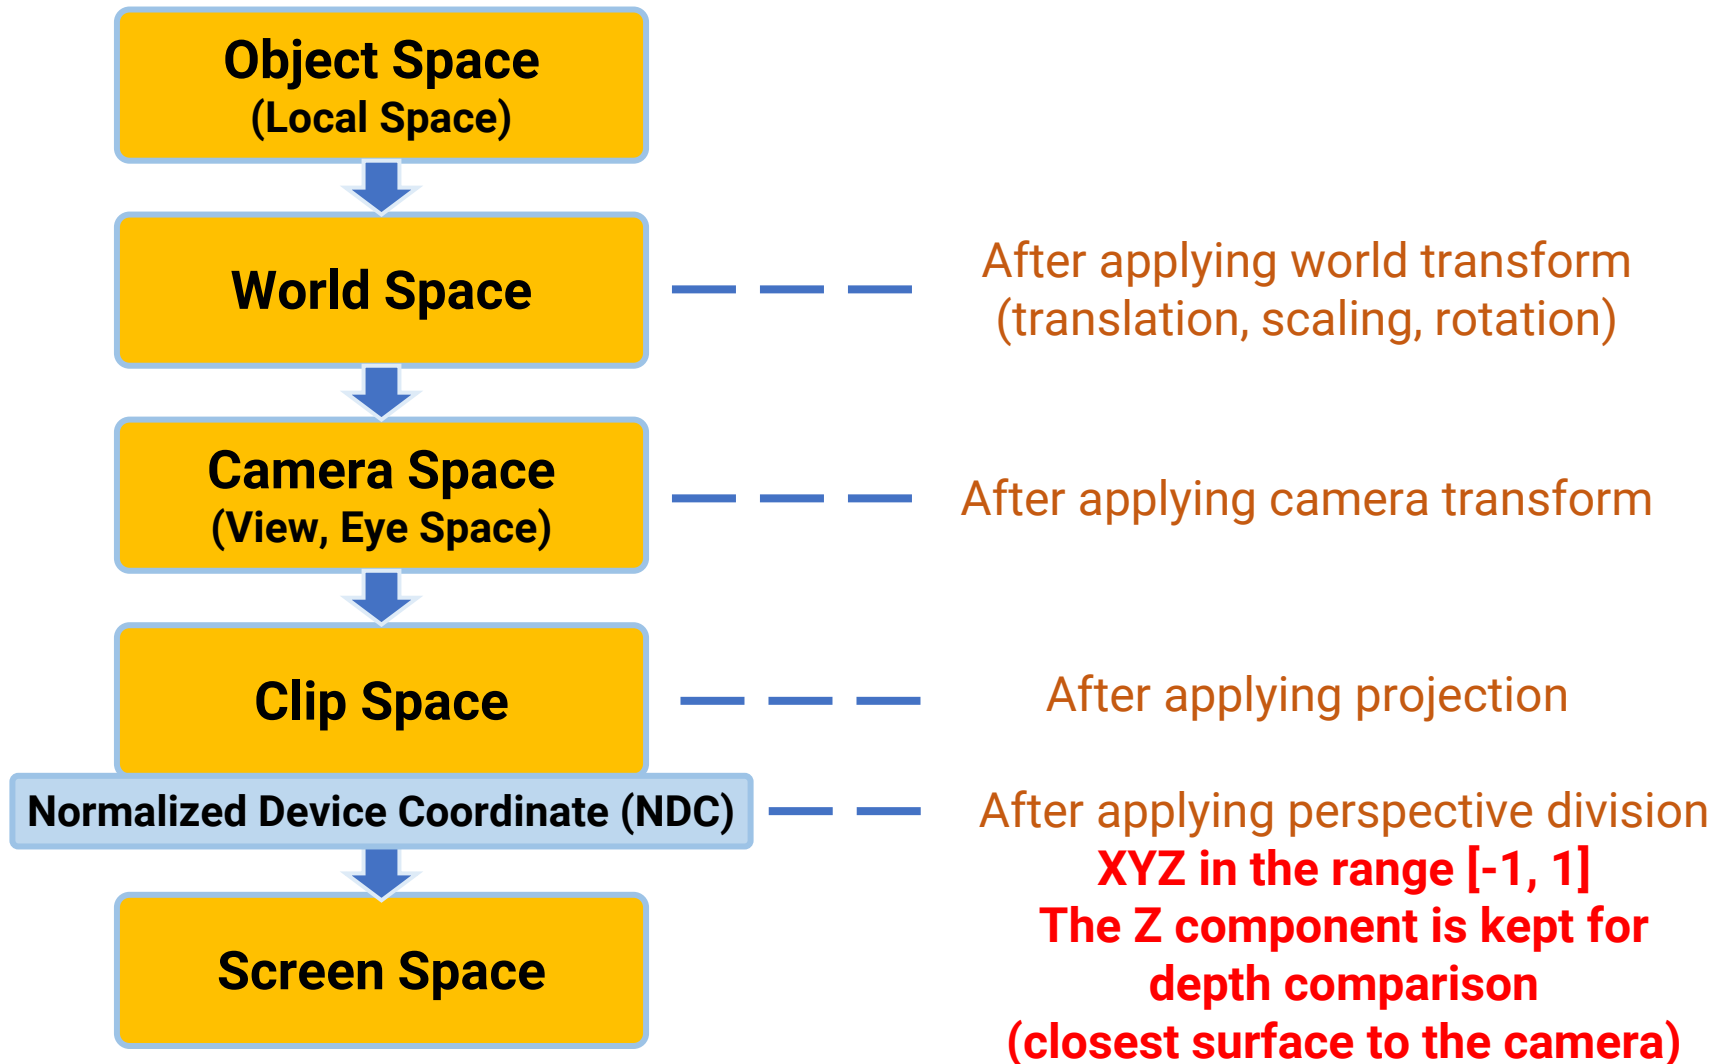 Object Space
(Local Space)
World Space
After applying world transform
(translation, scaling, rotation)
Camera Space
(View, Eye Space)
After applying camera transform
Clip Space
After applying projection
Normalized Device Coordinate (NDC)
After applying perspective division
XYZ in the range [-1, 1]
The Z component is kept for
depth comparison
(closest surface to the camera)
Screen Space